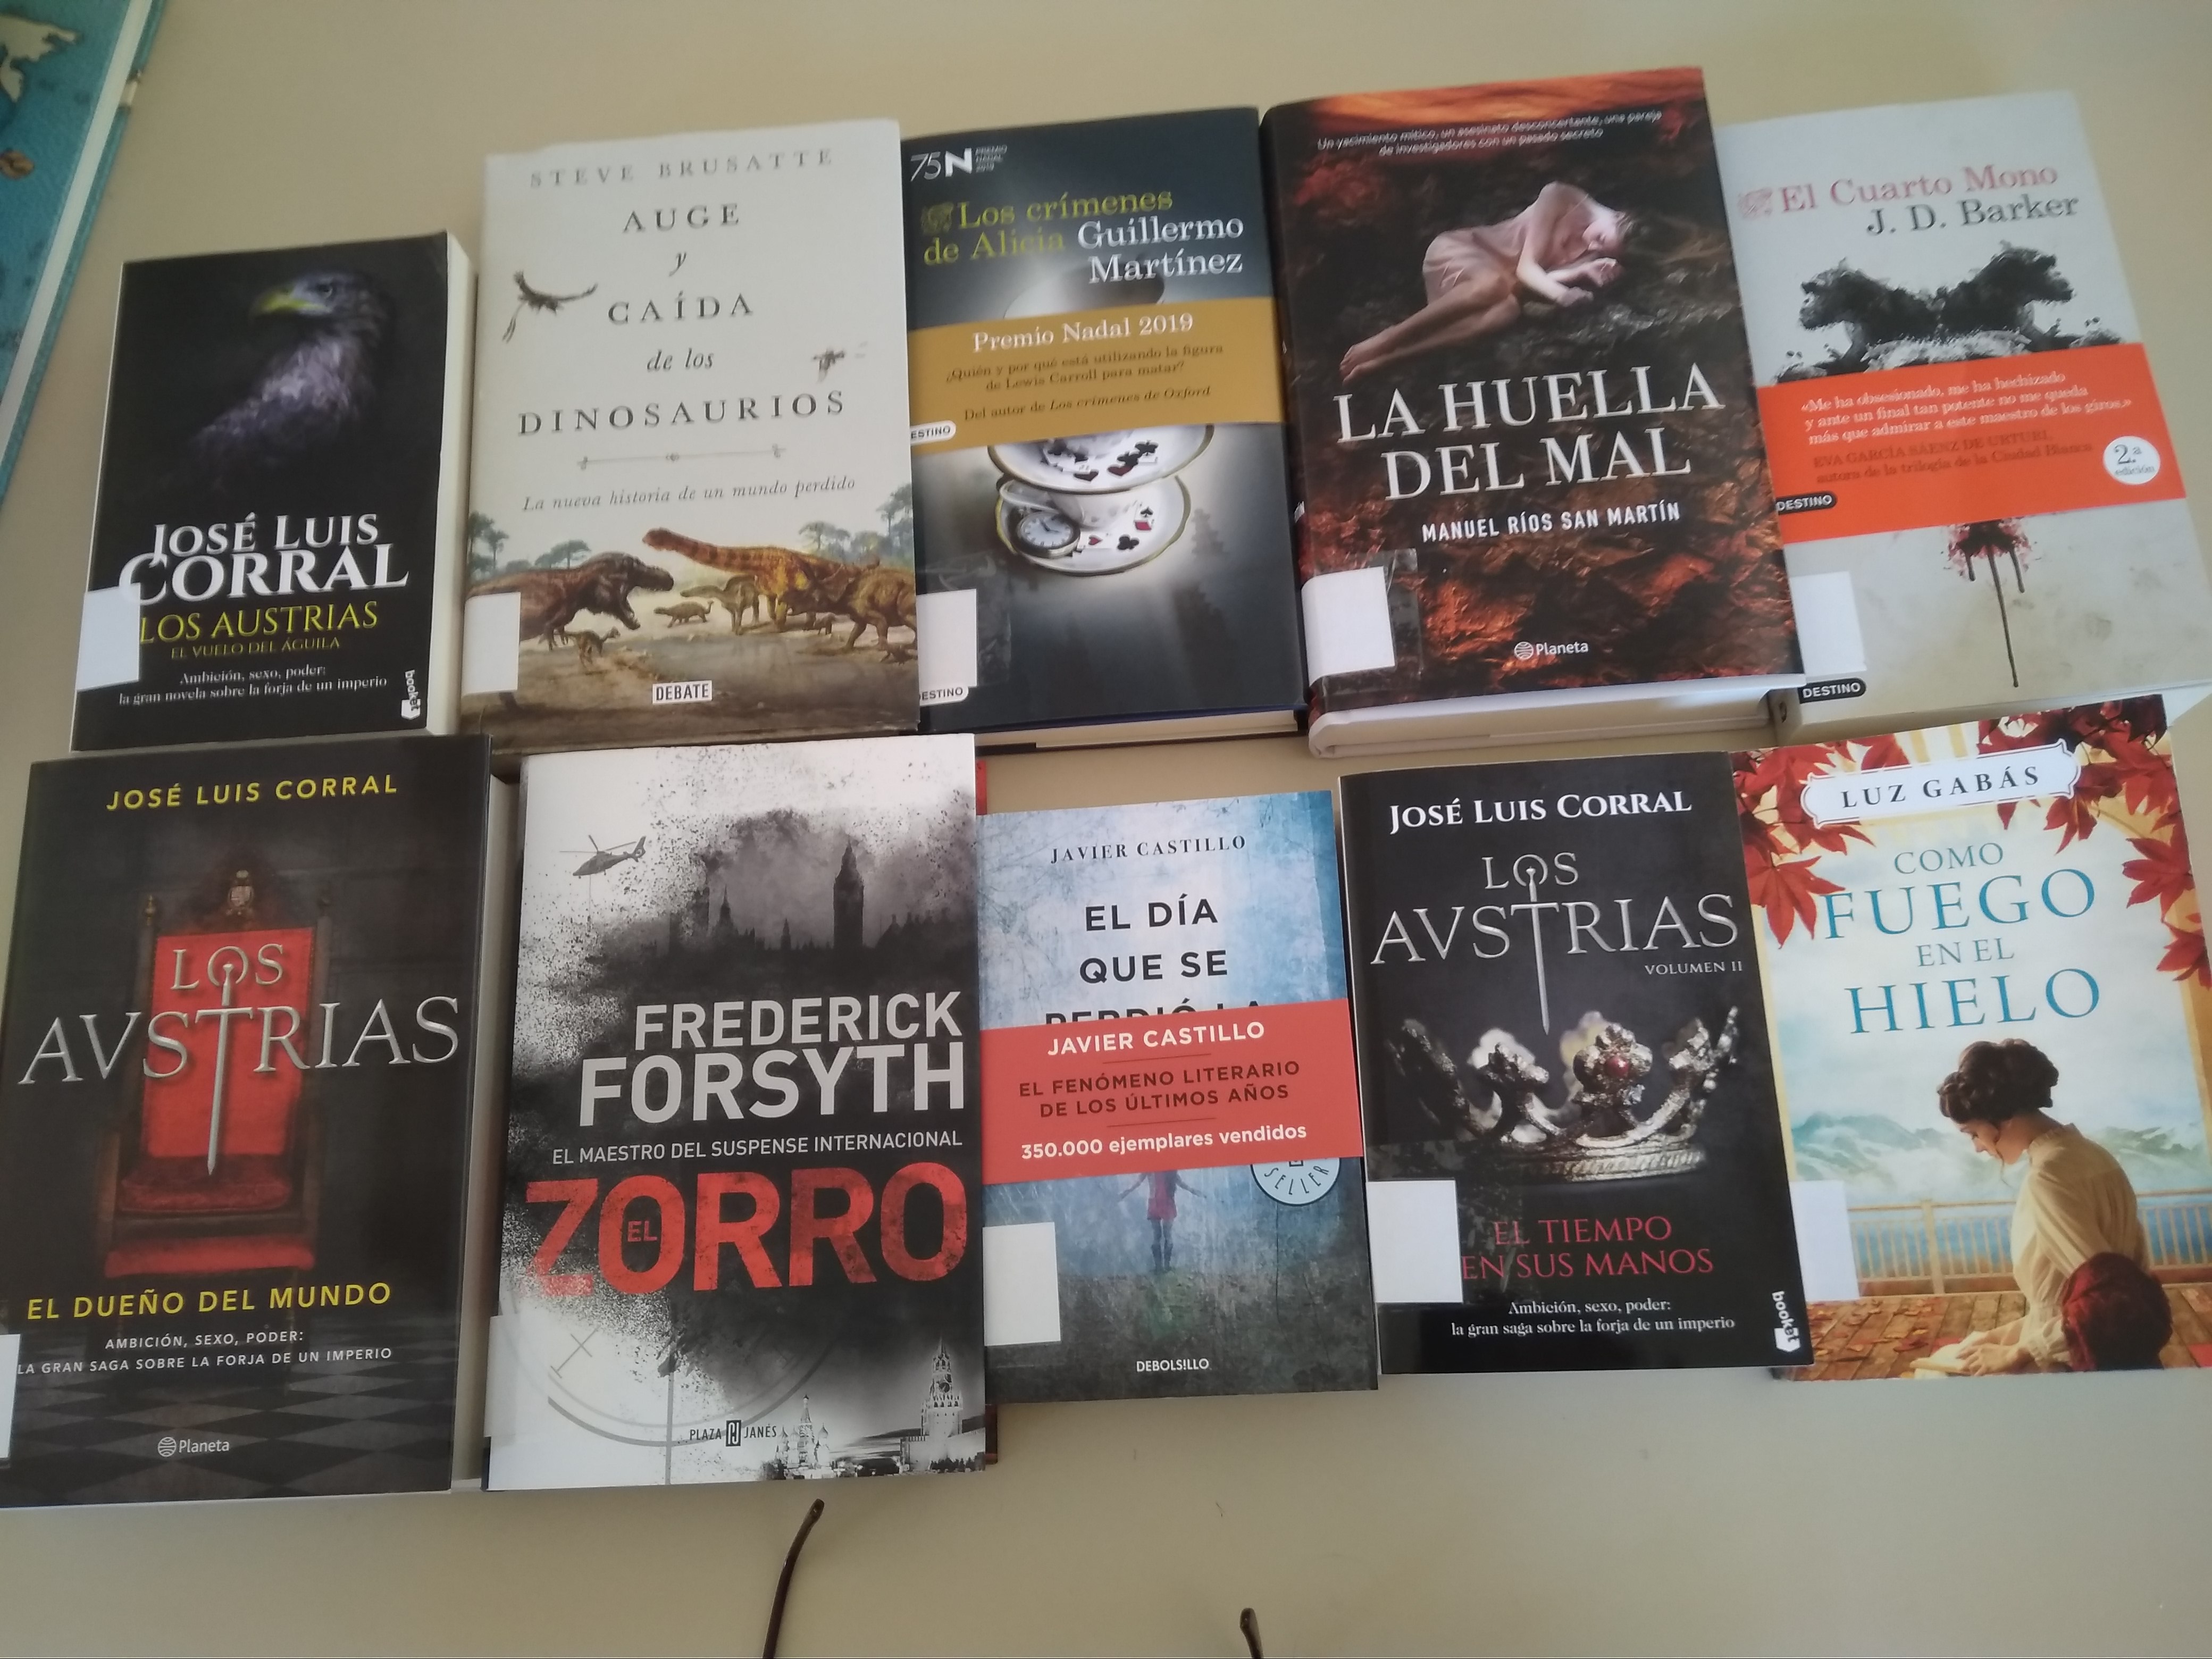 JOSÉ LUIS
CORRAL
LOS AUSTRIAS
EL VUELO DEL ÁGUILA
Ambición, sexo, poder:
la gran novela sobre la forja de un imperio
booket
STEVE BRUSATTE
AUGE
y
CAÍDA
de los
DINOSAURIOS
La nueva historia de un mundo perdido
DEBATE
75N PREMIO
NADAL
2019
Los crímenes
de Alicia Guillermo
Martínez
Premio Nadal 2019
¿Quién y por qué está utilizando la figura
de Lewis Carroll para matar?
Del autor de Los crímenes de Oxford
ESTINO
ESTINO
Un yacimiento mítico, un asesinato desconcertante, una pareja
de investigadores con un pasado secreto
LA HUELLA
DEL MAL
MANUEL RÍOS SAN MARTÍN
Planeta
El Cuarto Mono
J. D. Barker
«Me ha obsesionado, me ha hechizado
y ante un final tan potente no me queda
más que admirar a este maestro de los giros.»
EVA GARCÍA SÁENZ DE URTURI,
autora de la trilogía de la Ciudad Blanca
2.ª
edición
DESTINO
DESTINO
JOSÉ LUIS CORRAL
LOS
AVSTRIAS
EL DUEÑO DEL MUNDO
AMBICIÓN, SEXO, PODER:
LA GRAN SAGA SOBRE LA FORJA DE UN IMPERIO
Planeta
FREDERICK
FORSYTH
EL MAESTRO DEL SUSPENSE INTERNACIONAL
EL
ZORRO
PLAZA JANÉS
JAVIER CASTILLO
EL DÍA
QUE SE
PERDIÓ LA
JAVIER CASTILLO
EL FENÓMENO LITERARIO
DE LOS ÚLTIMOS AÑOS
350.000 ejemplares vendidos
SELLER
DEBOLS!LLO
JOSÉ LUIS CORRAL
LOS
AVSTRIAS
VOLUMEN II
EL TIEMPO
EN SUS MANOS
Ambición, sexo, poder:
la gran saga sobre la forja de un imperio
booket
LUZ GABÁS
COMO
FUEGO
EN EL
HIELO